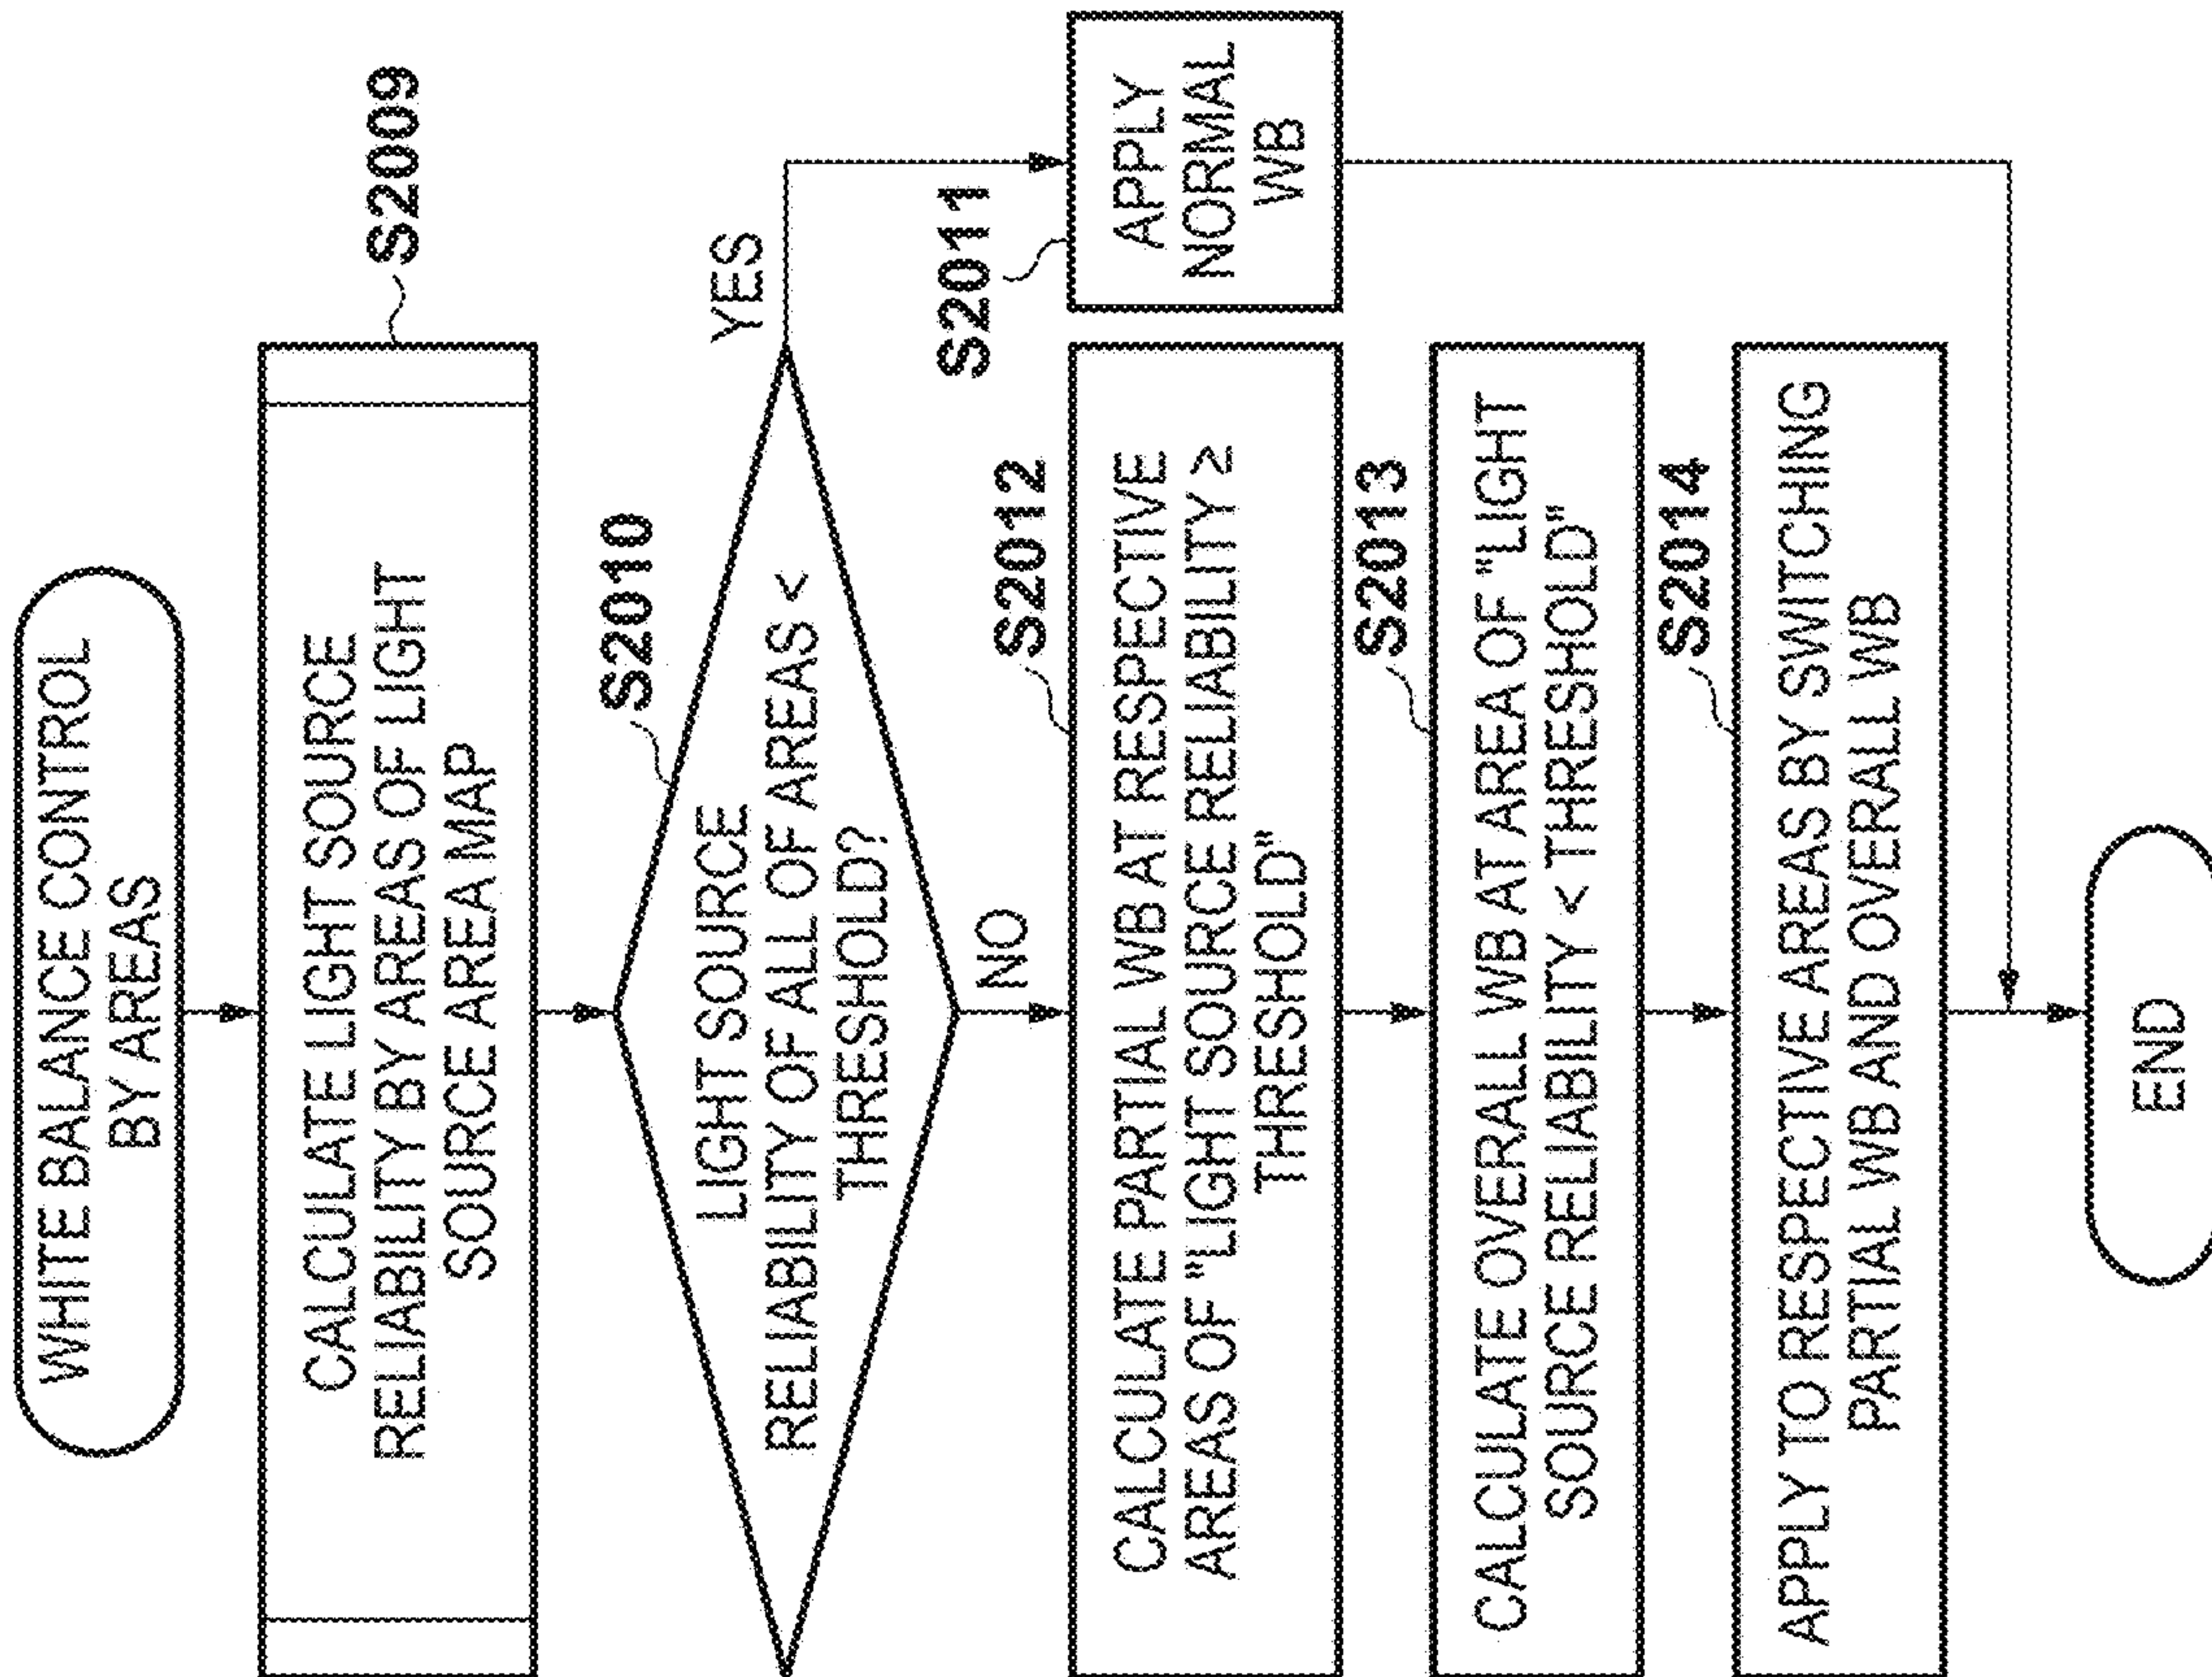 WHITE BALANCE CONTROL
BY AREAS
CALCULATE LIGHT SOURCE
RELIABILITY BY AREAS OF LIGHT
SOURCE AREA MAP
S2009
S2010
LIGHT SOURCE
RELIABILITY OF ALL OF AREAS <
THRESHOLD?
YES
NO
S2011
APPLY
NORMAL
WB
S2012
CALCULATE PARTIAL WB AT RESPECTIVE
AREAS OF "LIGHT SOURCE RELIABILITY ≥
THRESHOLD"
S2013
CALCULATE OVERALL WB AT AREA OF "LIGHT
SOURCE RELIABILITY < THRESHOLD"
S2014
APPLY TO RESPECTIVE AREAS BY SWITCHING
PARTIAL WB AND OVERALL WB
END